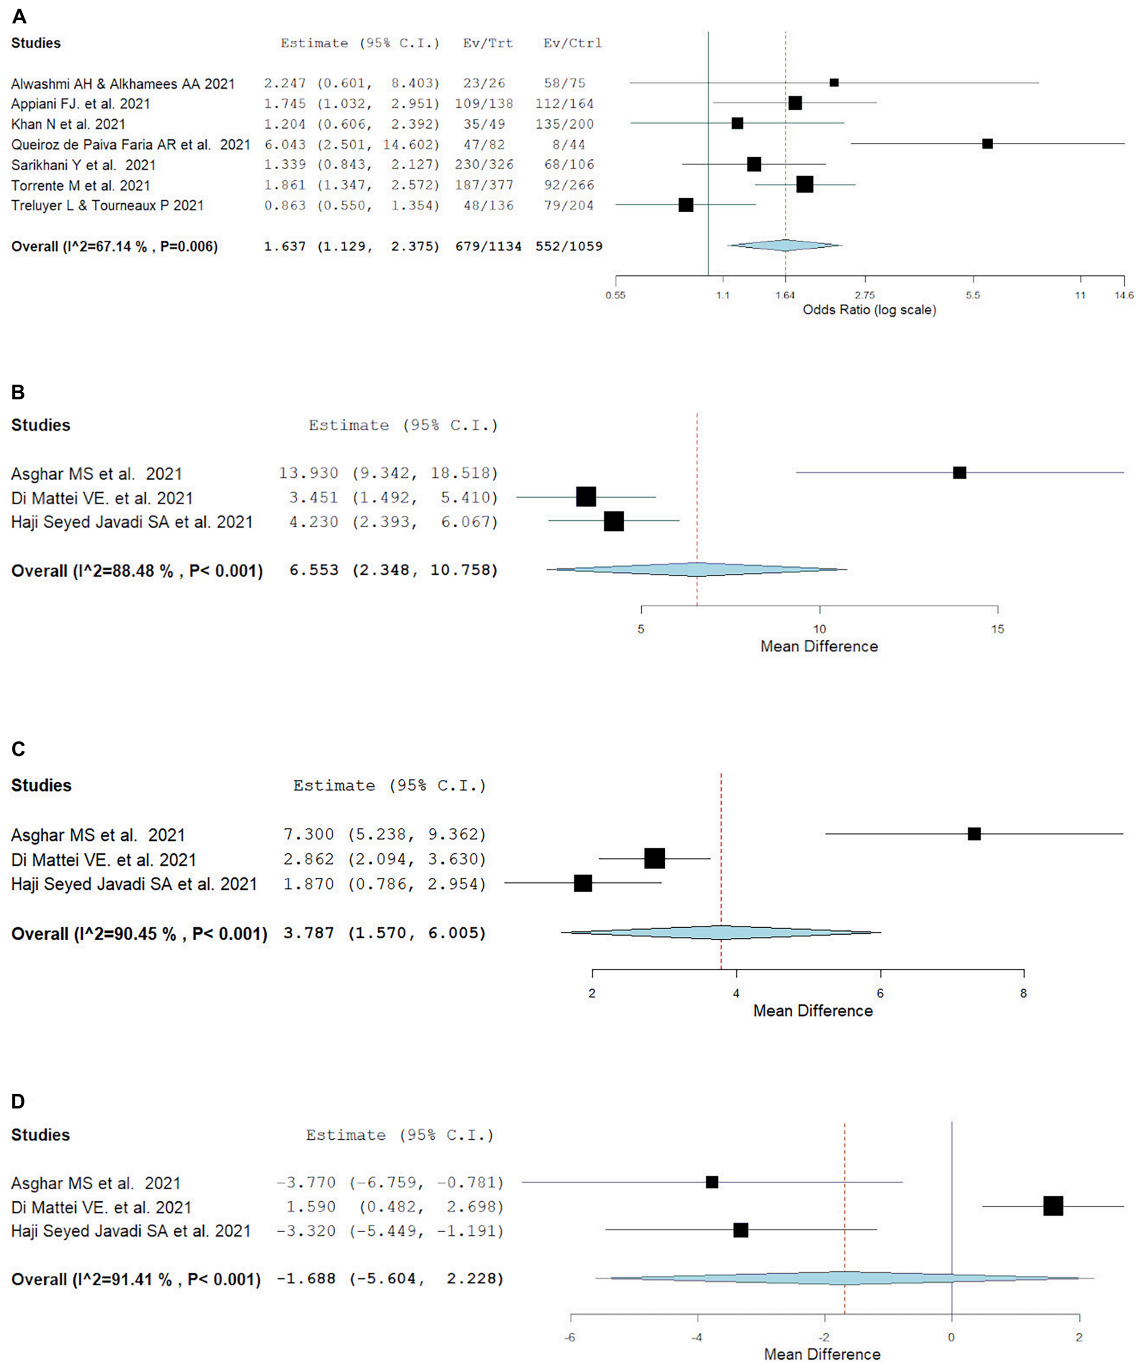 A
Studies Estimate (95% C.I.) Ev/Trt Ev/Ctrl
Alwashmi AH & Alkhamees AA 2021 2.247 (0.601, 8.403) 23/26 58/75
Appiani FJ. et al. 2021 1.745 (1.032, 2.951) 109/138 112/164
Khan N et al. 2021 1.204 (0.606, 2.392) 35/49 135/200
Queiroz de Paiva Faria AR et al. 2021 6.043 (2.501, 14.602) 47/82 8/44
Sarikhani Y et al. 2021 1.339 (0.843, 2.127) 230/326 68/106
Torrente M et al. 2021 1.861 (1.347, 2.572) 187/377 92/266
Treluyer L & Tourneaux P 2021 0.863 (0.550, 1.354) 48/136 79/204
Overall (I^2=67.14 % , P=0.006) 1.637 (1.129, 2.375) 679/1134 552/1059
0.55 1.1 1.64 2.75 5.5 11 14.6
Odds Ratio (log scale)
B
Studies Estimate (95% C.I.)
Asghar MS et al. 2021 13.930 (9.342, 18.518)
Di Mattei VE. et al. 2021 3.451 (1.492, 5.410)
Haji Seyed Javadi SA et al. 2021 4.230 (2.393, 6.067)
Overall (I^2=88.48 % , P< 0.001) 6.553 (2.348, 10.758)
5 10 15
Mean Difference
C
Studies Estimate (95% C.I.)
Asghar MS et al. 2021 7.300 (5.238, 9.362)
Di Mattei VE. et al. 2021 2.862 (2.094, 3.630)
Haji Seyed Javadi SA et al. 2021 1.870 (0.786, 2.954)
Overall (I^2=90.45 % , P< 0.001) 3.787 (1.570, 6.005)
2 4 6 8
Mean Difference
D
Studies Estimate (95% C.I.)
Asghar MS et al. 2021 −3.770 (−6.759, −0.781)
Di Mattei VE. et al. 2021 1.590 (0.482, 2.698)
Haji Seyed Javadi SA et al. 2021 −3.320 (−5.449, −1.191)
Overall (I^2=91.41 % , P< 0.001) −1.688 (−5.604, 2.228)
-6 -4 -2 0 2
Mean Difference